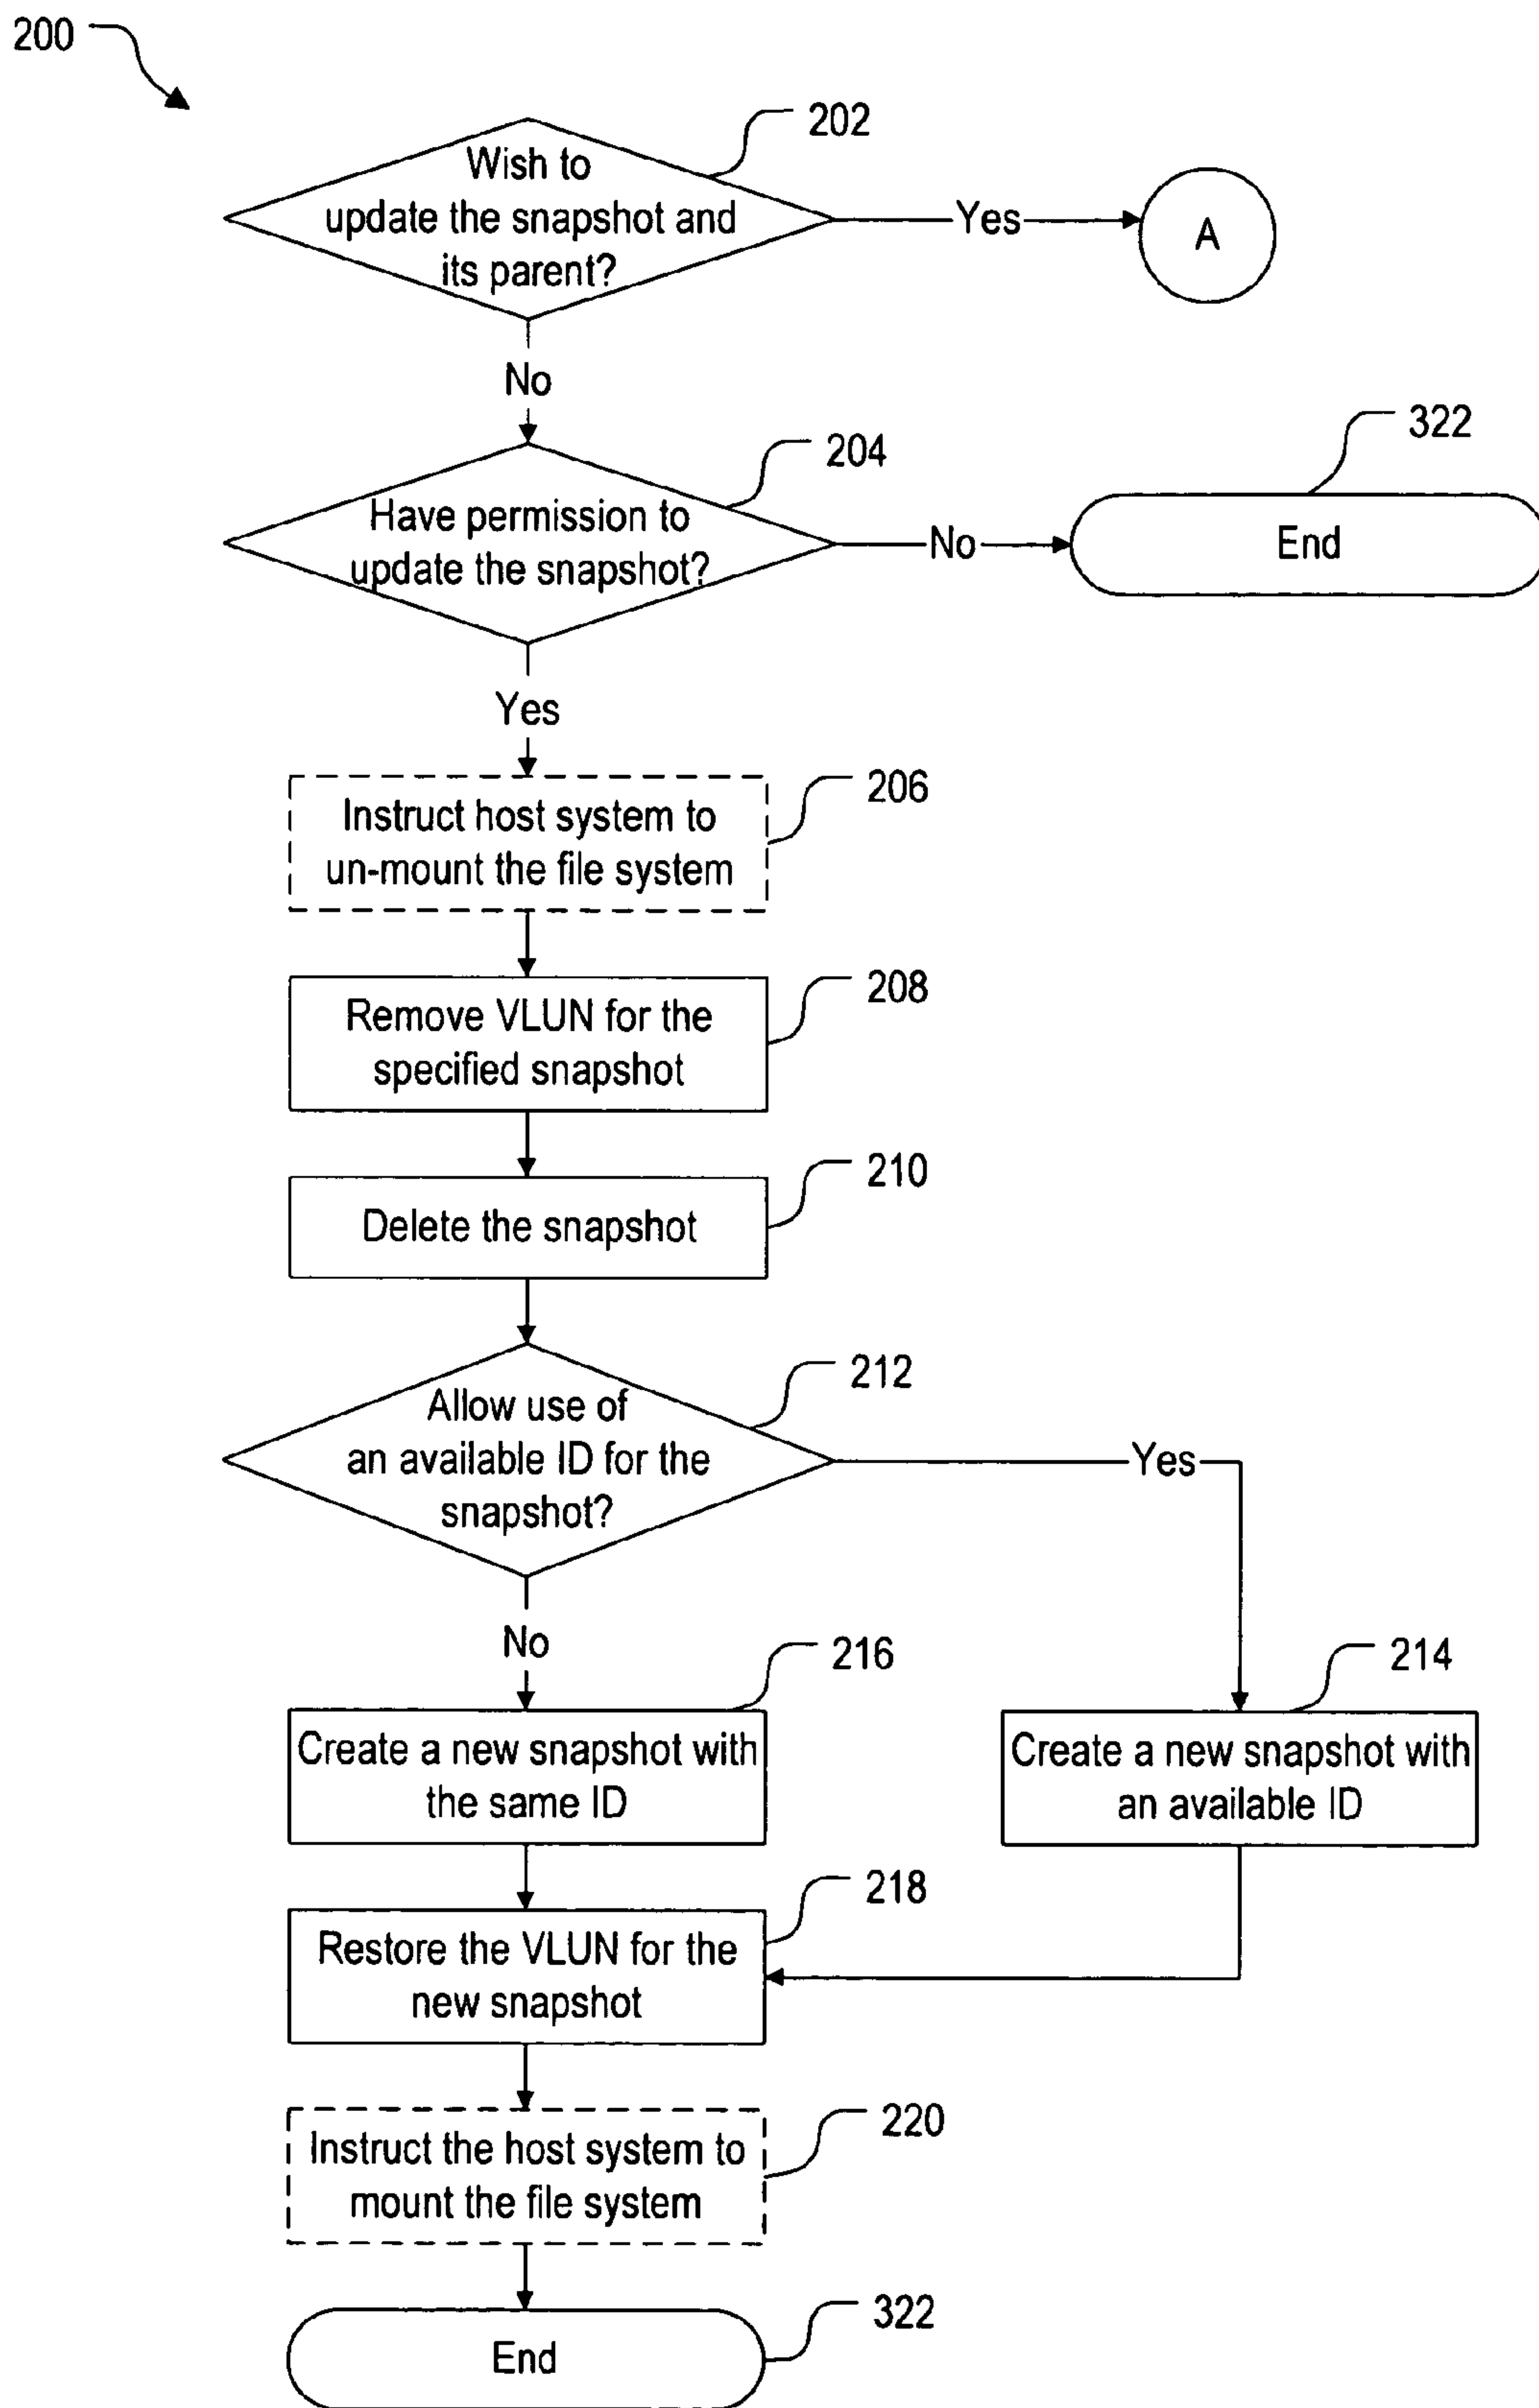 200
202
Wish to
update the snapshot and
its parent?
Yes
A
No
204
322
Have permission to
update the snapshot?
No
End
Yes
206
Instruct host system to
un-mount the file system
208
Remove VLUN for the
specified snapshot
210
Delete the snapshot
212
Allow use of
an available ID for the
snapshot?
Yes
No
216
214
Create a new snapshot with
the same ID
Create a new snapshot with
an available ID
218
Restore the VLUN for the
new snapshot
220
Instruct the host system to
mount the file system
322
End